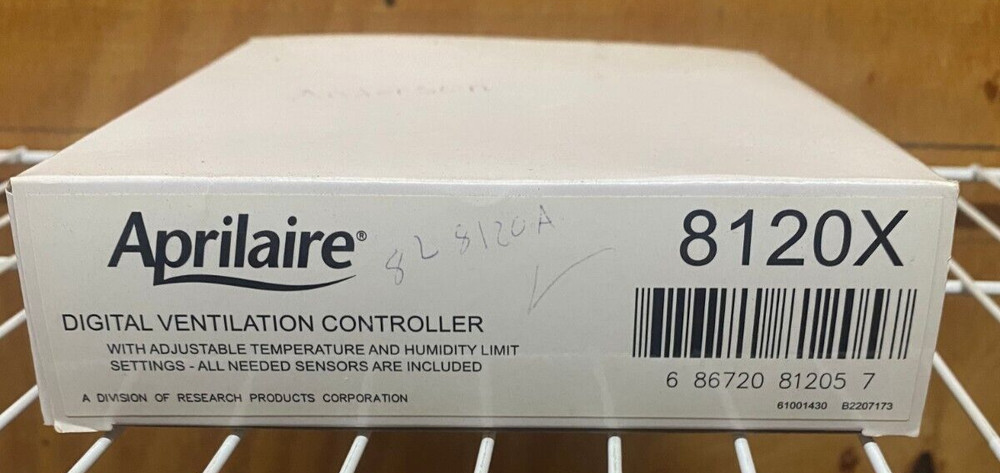 Aprilaire®
8L 8120A
8120X
DIGITAL VENTILATION CONTROLLER
WITH ADJUSTABLE TEMPERATURE AND HUMIDITY LIMIT
SETTINGS - ALL NEEDED SENSORS ARE INCLUDED
A DIVISION OF RESEARCH PRODUCTS CORPORATION
6 86720 81205 7
61001430 B2207173